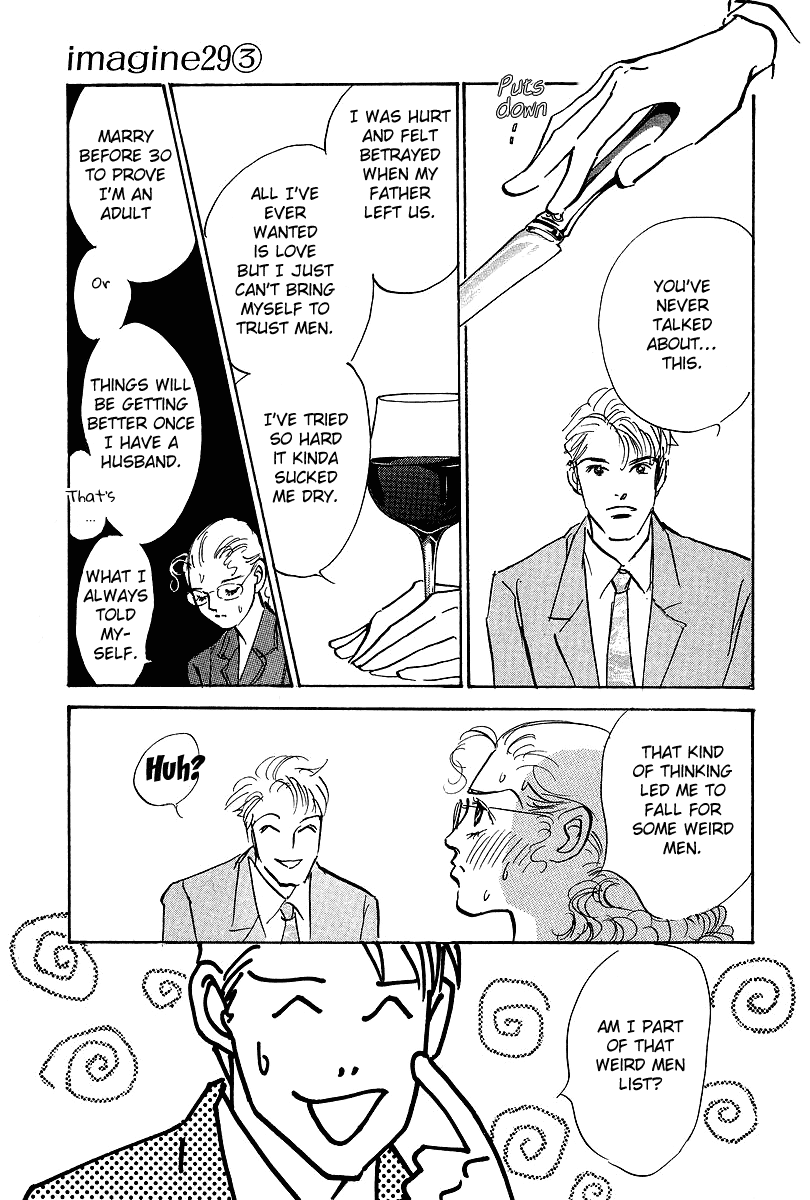 imagine29③
Puts
down
YOU'VE
NEVER
TALKED
ABOUT...
THIS.
I WAS HURT
AND FELT
BETRAYED
WHEN MY
FATHER
LEFT US.
ALL I'VE
EVER
WANTED
IS LOVE
BUT I JUST
CAN'T BRING
MYSELF TO
TRUST MEN.
I'VE TRIED
SO HARD
IT KINDA
SUCKED
ME DRY.
MARRY
BEFORE 30
TO PROVE
I'M AN
ADULT
Or
THINGS WILL
BE GETTING
BETTER ONCE
I HAVE A
HUSBAND.
That's
...
WHAT I
ALWAYS
TOLD
MY-
SELF.
THAT KIND
OF THINKING
LED ME TO
FALL FOR
SOME WEIRD
MEN.
Huh?
AM I PART
OF THAT
WEIRD MEN
LIST?